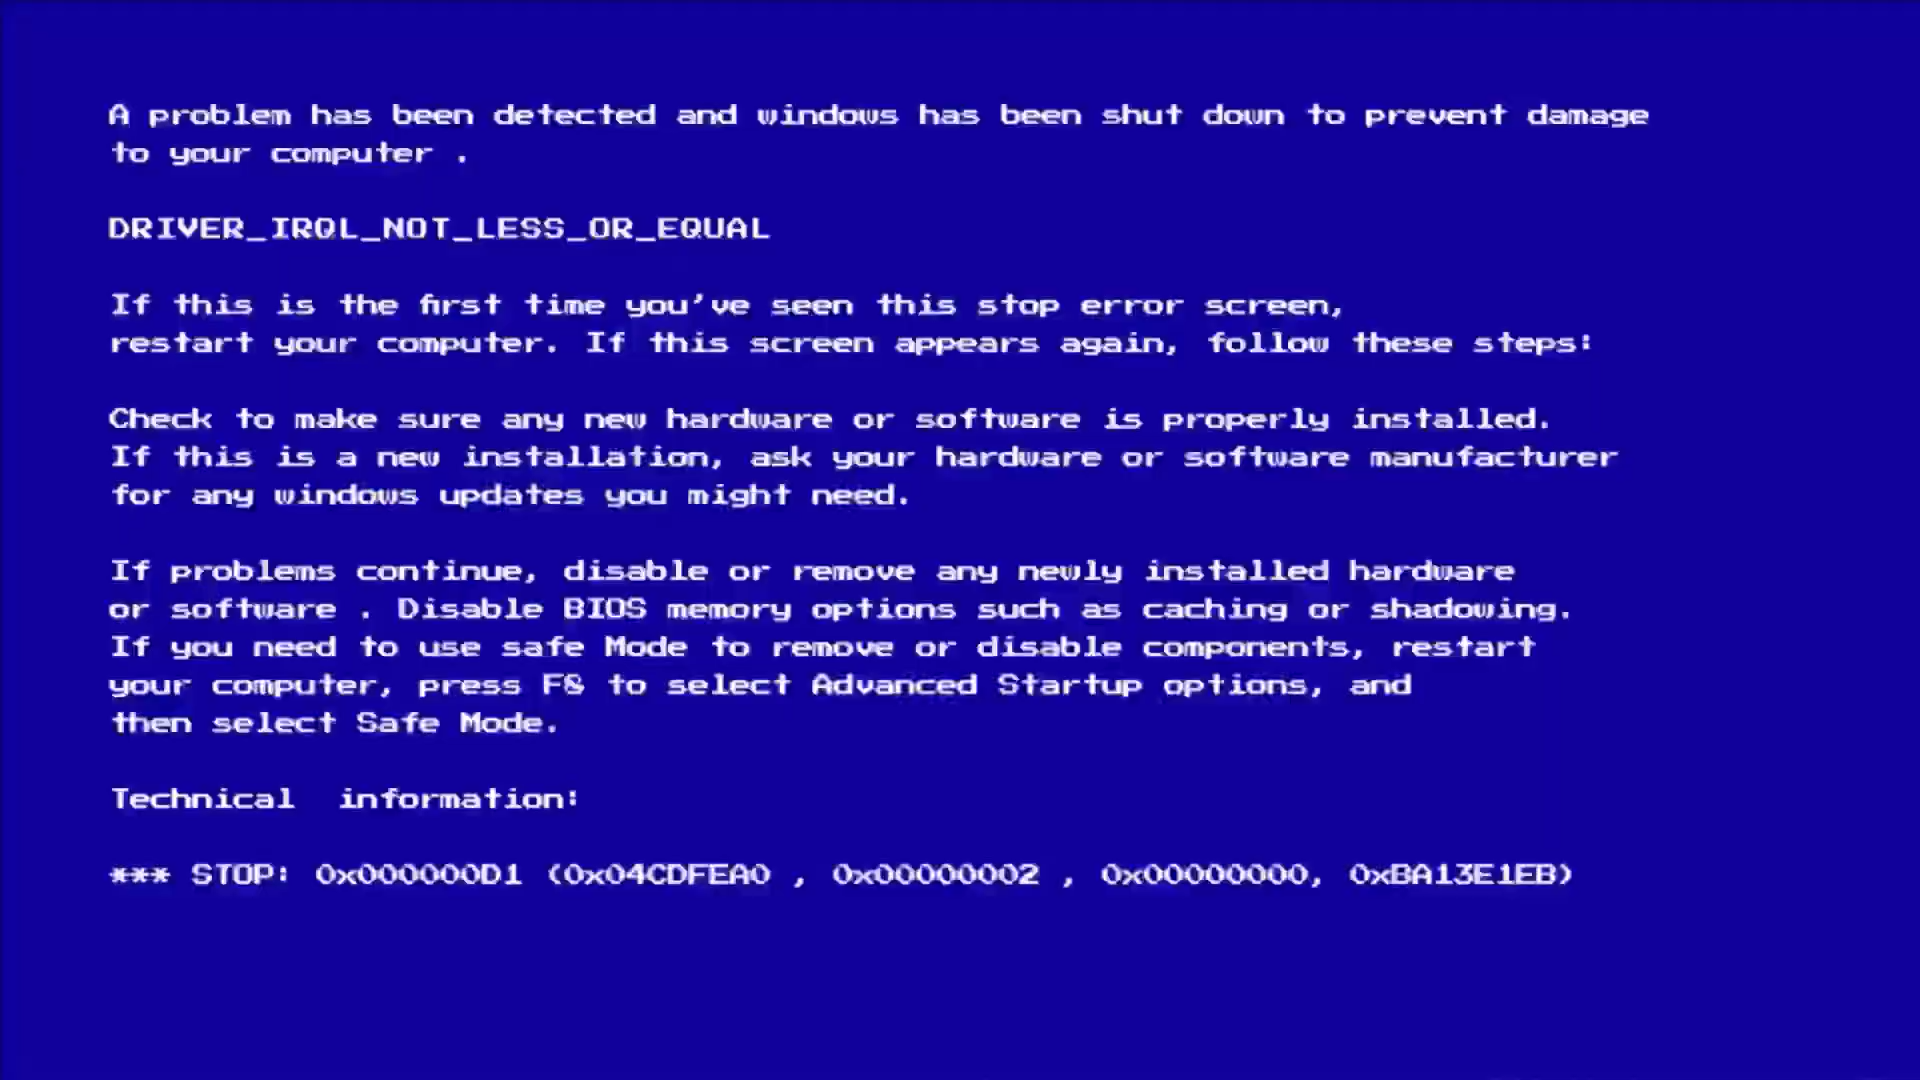 A problem has been detected and windows has been shut down to prevent damage
to your computer .
DRIVER_IRQL_NOT_LESS_OR_EQUAL
If this is the first time you've seen this stop error screen,
restart your computer. If this screen appears again, follow these steps:
Check to make sure any new hardware or software is properly installed.
If this is a new installation, ask your hardware or software manufacturer
for any windows updates you might need.
If problems continue, disable or remove any newly installed hardware
or software . Disable BIOS memory options such as caching or shadowing.
If you need to use safe Mode to remove or disable components, restart
your computer, press F& to select Advanced Startup options, and
then select Safe Mode.
Technical  information:
*** STOP: 0x000000D1 (0x04CDFEA0 , 0x00000002 , 0x00000000, 0xBA13E1EB)